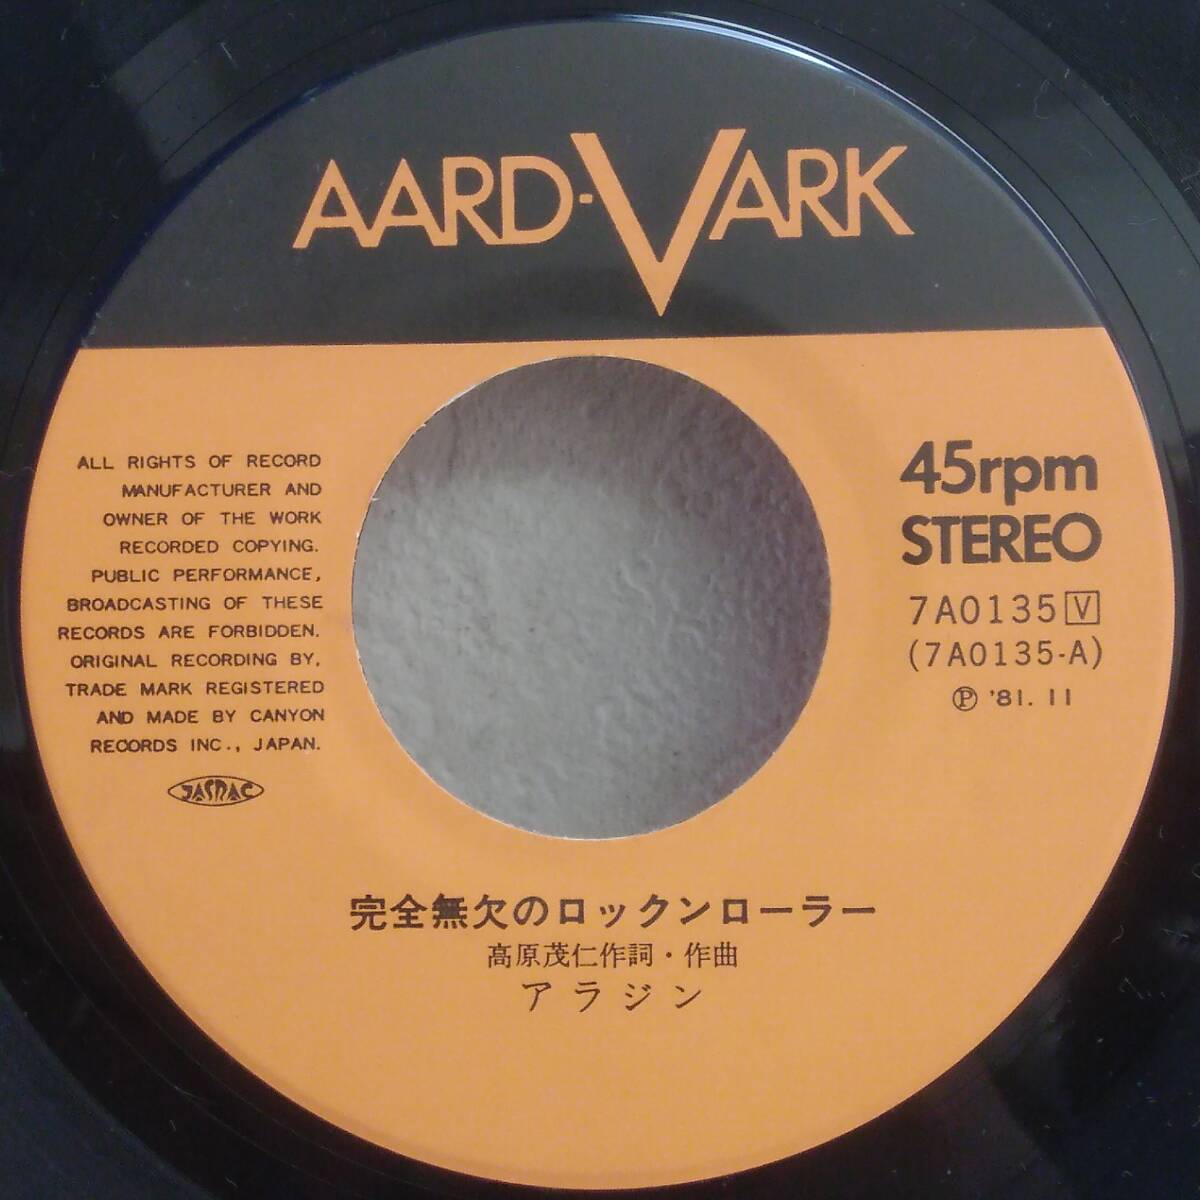 AARD-VARK
ALL RIGHTS OF RECORD
MANUFACTURER AND
OWNER OF THE WORK
RECORDED COPYING.
PUBLIC PERFORMANCE,
BROADCASTING OF THESE
RECORDS ARE FORBIDDEN.
ORIGINAL RECORDING BY,
TRADE MARK REGISTERED
AND MADE BY CANYON
RECORDS INC., JAPAN.
JASRAC
45rpm
STEREO
7A0135 V
(7A0135-A)
Ⓟ '81. 11
完全無欠のロックンローラー
高原茂仁作詞・作曲
アラジン